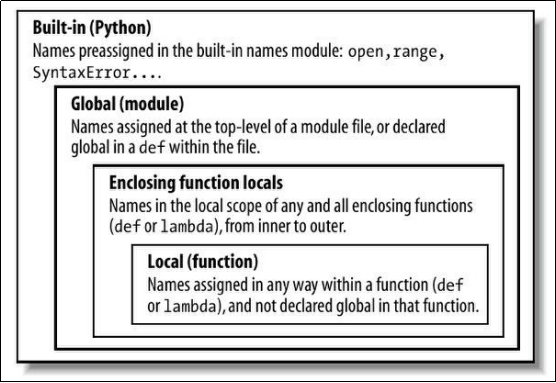 Built-in (Python)
Names preassigned in the built-in names module: open,range,
SyntaxError....
Global (module)
Names assigned at the top-level of a module file, or declared
global in a def within the file.
Enclosing function locals
Names in the local scope of any and all enclosing functions
(def or lambda), from inner to outer.
Local (function)
Names assigned in any way within a function (def
or lambda), and not declared global in that function.